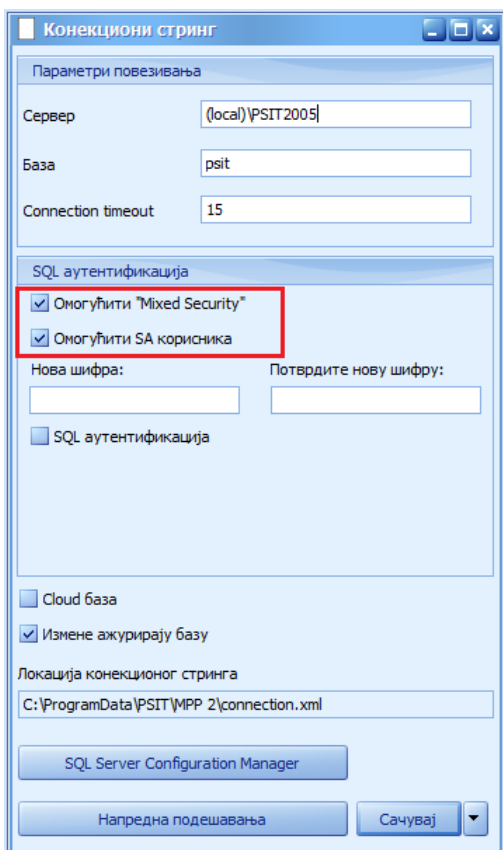 Конекциони стринг
Параметри повезивања
Сервер
(local)\PSIT2005
База
psit
Connection timeout
15
SQL аутентификација
Омогућити "Mixed Security"
Омогућити SA корисника
Нова шифра:
Потврдите нову шифру:
SQL аутентификација
Cloud база
Измене ажурирају базу
Локација конекционог стринга
C:\ProgramData\PSIT\MPP 2\connection.xml
SQL Server Configuration Manager
Напредна подешавања
Сачувај